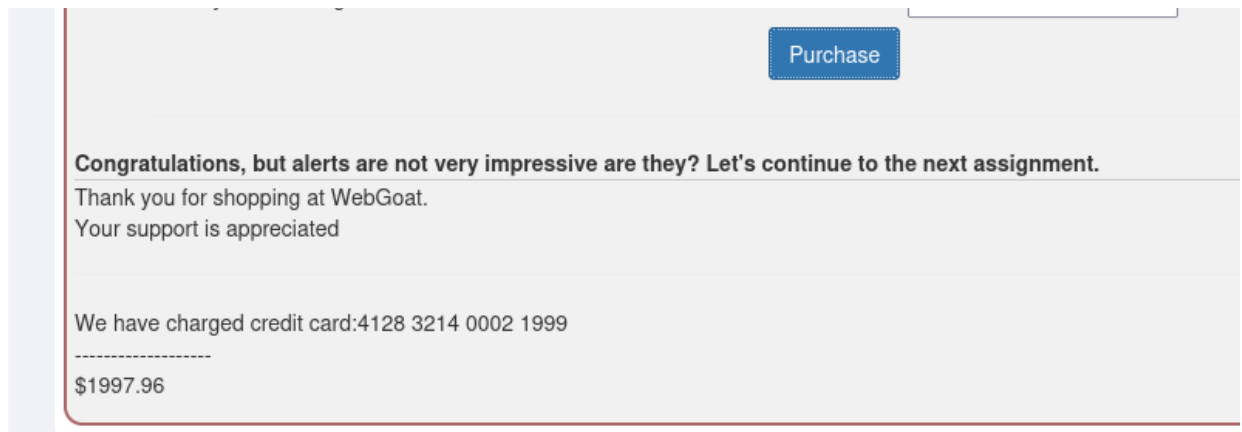 Purchase
Congratulations, but alerts are not very impressive are they? Let's continue to the next assignment.
Thank you for shopping at WebGoat.
Your support is appreciated
We have charged credit card:4128 3214 0002 1999
-------------------
$1997.96